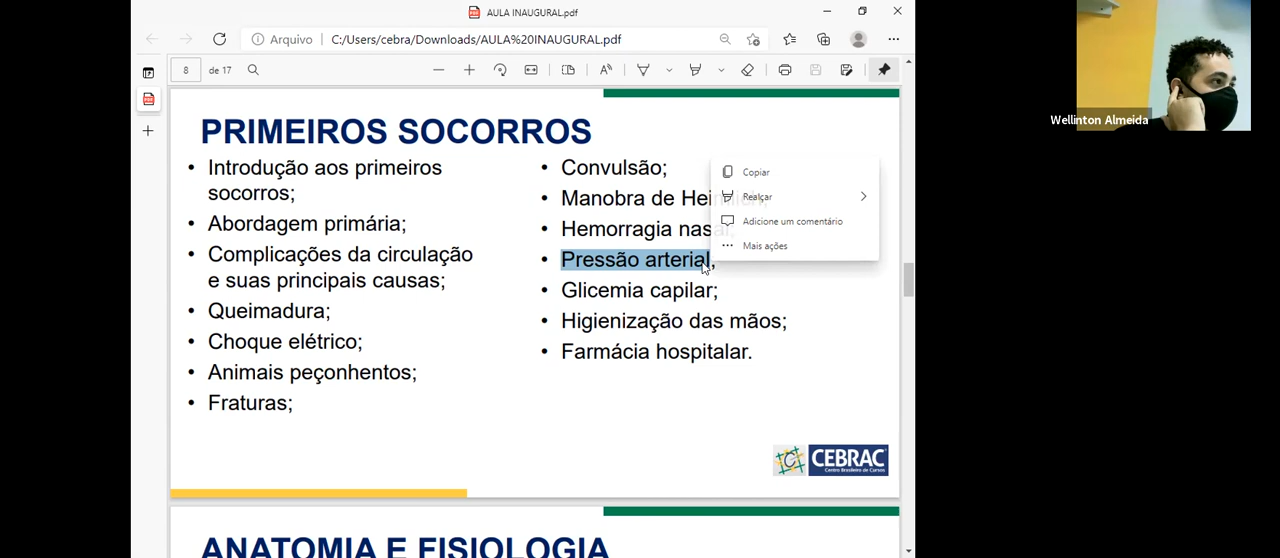 AULA INAUGURAL.pdf
Arquivo
C:/Users/cebra/Downloads/AULA%20INAUGURAL.pdf
8
de 17
PRIMEIROS SOCORROS
• Introdução aos primeiros
socorros;
• Abordagem primária;
• Complicações da circulação
e suas principais causas;
• Queimadura;
• Choque elétrico;
• Animais peçonhentos;
• Fraturas;
• Convulsão;
• Manobra de Heimlich;
• Hemorragia nasal;
• Pressão arterial;
• Glicemia capilar;
• Higienização das mãos;
• Farmácia hospitalar.
Copiar
Realçar
Adicione um comentário
Mais ações
CEBRAC
Centro Brasileiro de Cursos
ANATOMIA E FISIOLOGIA
Wellinton Almeida